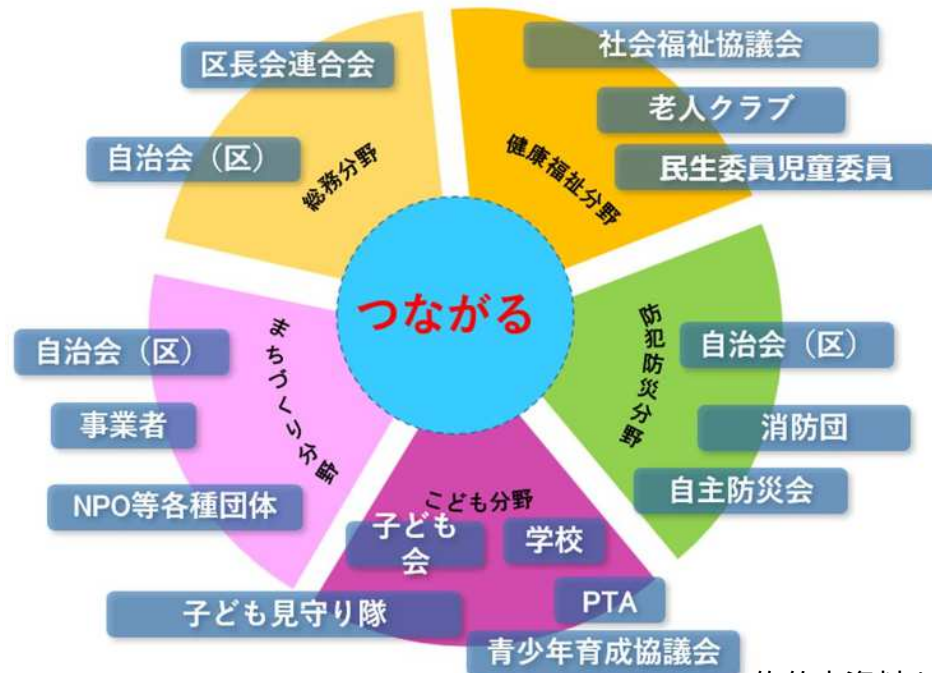 区長会連合会
自治会（区）
総務分野
社会福祉協議会
老人クラブ
民生委員児童委員
健康福祉分野
つながる
自治会（区）
消防団
自主防災会
防犯防災分野
こども分野
子ども
会
学校
PTA
子ども見守り隊
青少年育成協議会
まちづくり分野
自治会（区）
事業者
NPO等各種団体